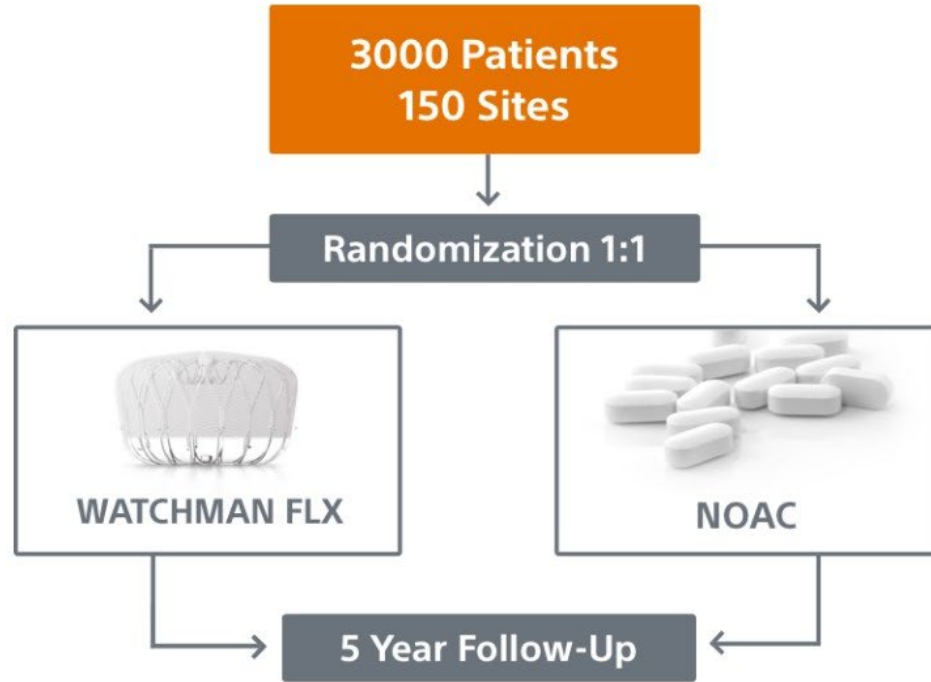 3000 Patients
150 Sites
Randomization 1:1
WATCHMAN FLX
NOAC
5 Year Follow-Up